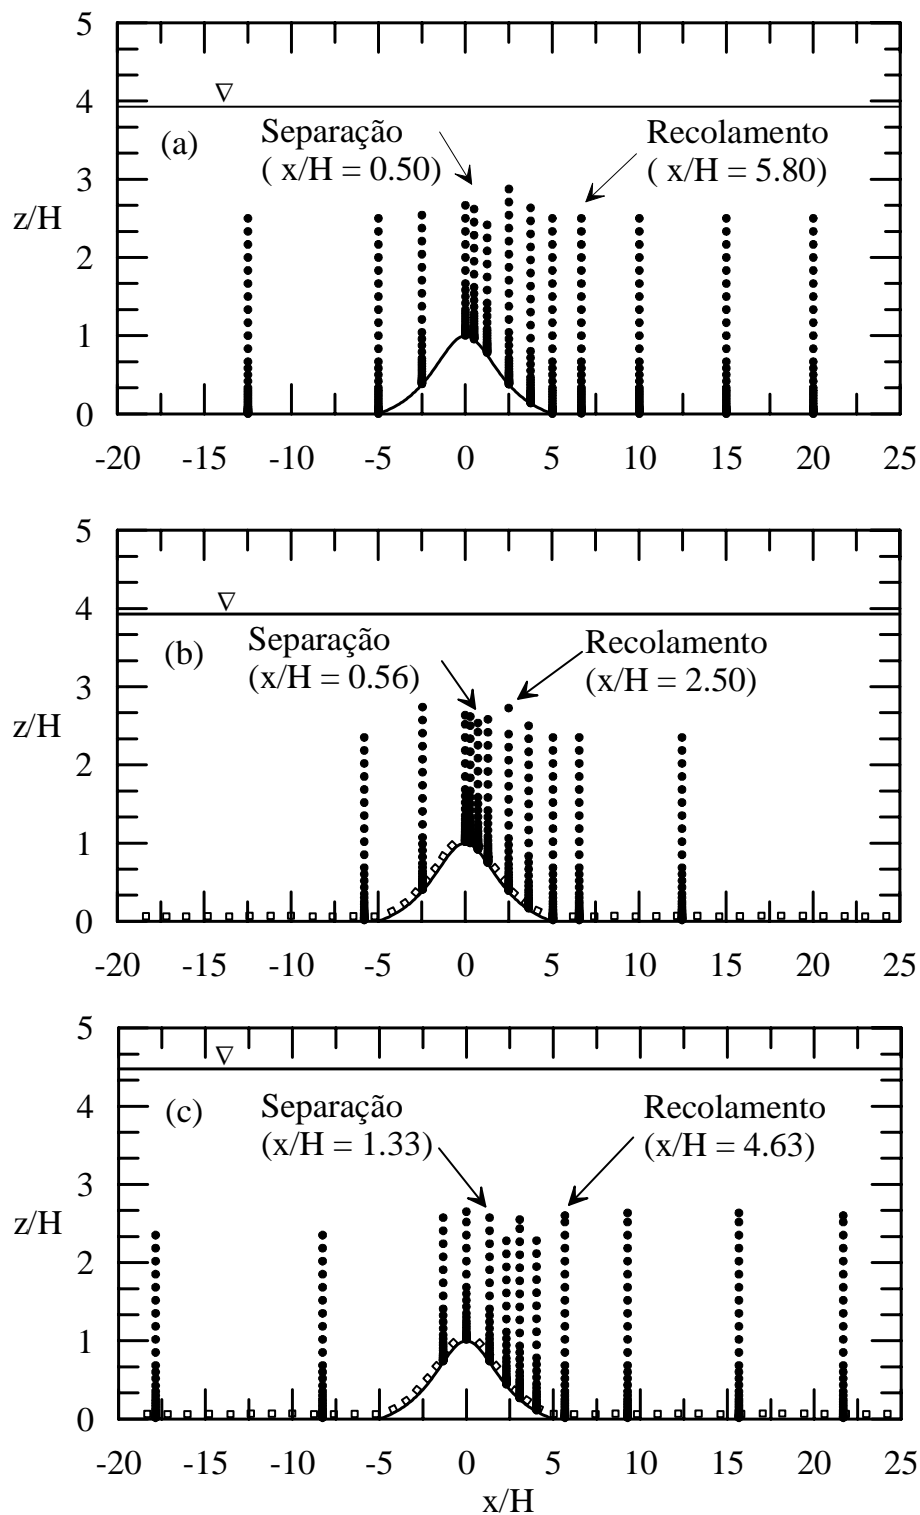 5
∇
4
(a)
Separação
( x/H = 0.50)
Recolamento
( x/H = 5.80)
3
z/H
2
1
0
-20 -15 -10 -5 0 5 10 15 20 25
5
∇
4
(b)
Separação
(x/H = 0.56)
Recolamento
(x/H = 2.50)
3
z/H
2
1
0
-20 -15 -10 -5 0 5 10 15 20 25
5
∇
4
(c)
Separação
(x/H = 1.33)
Recolamento
(x/H = 4.63)
3
z/H
2
1
0
-20 -15 -10 -5 0 5 10 15 20 25
x/H